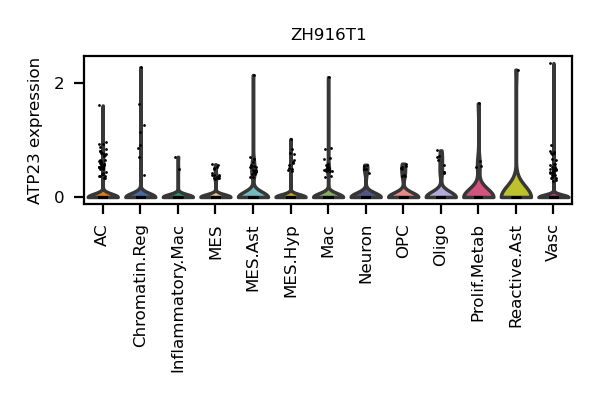 ZH916T1
ATP23 expression
2
0
AC
Chromatin.Reg
Inflammatory.Mac
MES
MES.Ast
MES.Hyp
Mac
Neuron
OPC
Oligo
Prolif.Metab
Reactive.Ast
Vasc